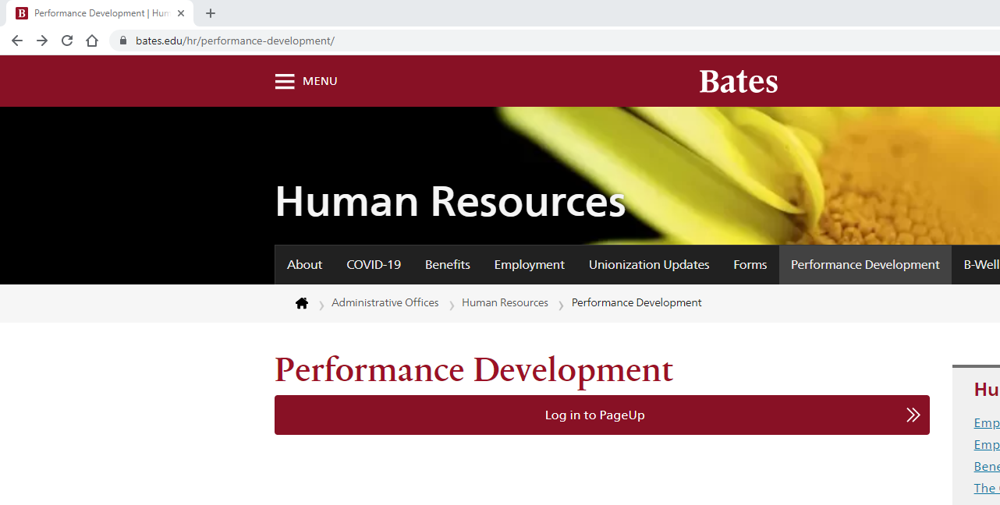 B Performance Development | Hum
bates.edu/hr/performance-development/
MENU
Bates
Human Resources
About COVID-19 Benefits Employment Unionization Updates Forms Performance Development B-Well
Administrative Offices Human Resources Performance Development
Performance Development
Log in to PageUp
Hu
Emp
Emp
Bene
The